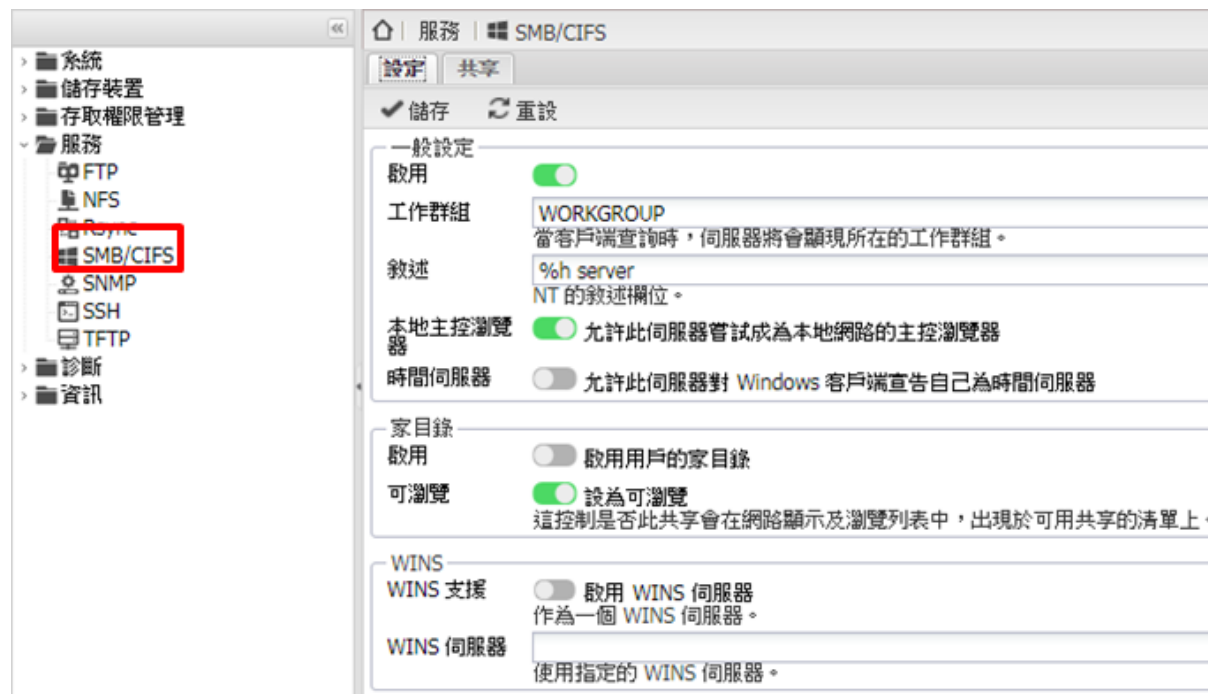 系統
儲存裝置
存取權限管理
服務
FTP
NFS
Rsync
SMB/CIFS
SNMP
SSH
TFTP
診斷
資訊
服務 SMB/CIFS
設定 共享
儲存 重設
一般設定
啟用
工作群組 WORKGROUP
當客戶端查詢時，伺服器將會顯現所在的工作群組。
敘述 %h server
NT 的敘述欄位。
本地主控瀏覽器 允許此伺服器嘗試成為本地網路的主控瀏覽器
時間伺服器 允許此伺服器對 Windows 客戶端宣告自己為時間伺服器
家目錄
啟用 啟用用戶的家目錄
可瀏覽 設為可瀏覽
這控制是否此共享會在網路顯示及瀏覽列表中，出現於可用共享的清單上。
WINS
WINS 支援 啟用 WINS 伺服器
作為一個 WINS 伺服器。
WINS 伺服器
使用指定的 WINS 伺服器。